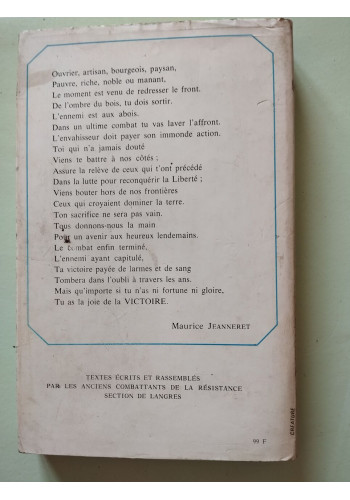 Ouvrier, artisan, bourgeois, paysan,
Pauvre, riche, noble ou manant,
Le moment est venu de redresser le front.
De l'ombre du bois, tu dois sortir.
L'ennemi est aux abois.
Dans un ultime combat tu vas laver l'affront.
L'envahisseur doit payer son immonde action.
Toi qui n'a jamais douté
Viens te battre à nos côtés ;
Assure la relève de ceux qui t'ont précédé
Dans la lutte pour reconquérir la Liberté ;
Viens bouter hors de nos frontières
Ceux qui croyaient dominer la terre.
Ton sacrifice ne sera pas vain.
Tous donnons-nous la main
Pour un avenir aux heureux lendemains.
Le combat enfin terminé,
L'ennemi ayant capitulé,
Ta victoire payée de larmes et de sang
Tombera dans l'oubli à travers les ans.
Mais qu'importe si tu n'as ni fortune ni gloire,
Tu as la joie de la VICTOIRE.
Maurice JEANNERET
TEXTES ÉCRITS ET RASSEMBLÉS
PAR LES ANCIENS COMBATTANTS DE LA RÉSISTANCE
SECTION DE LANGRES
99 F